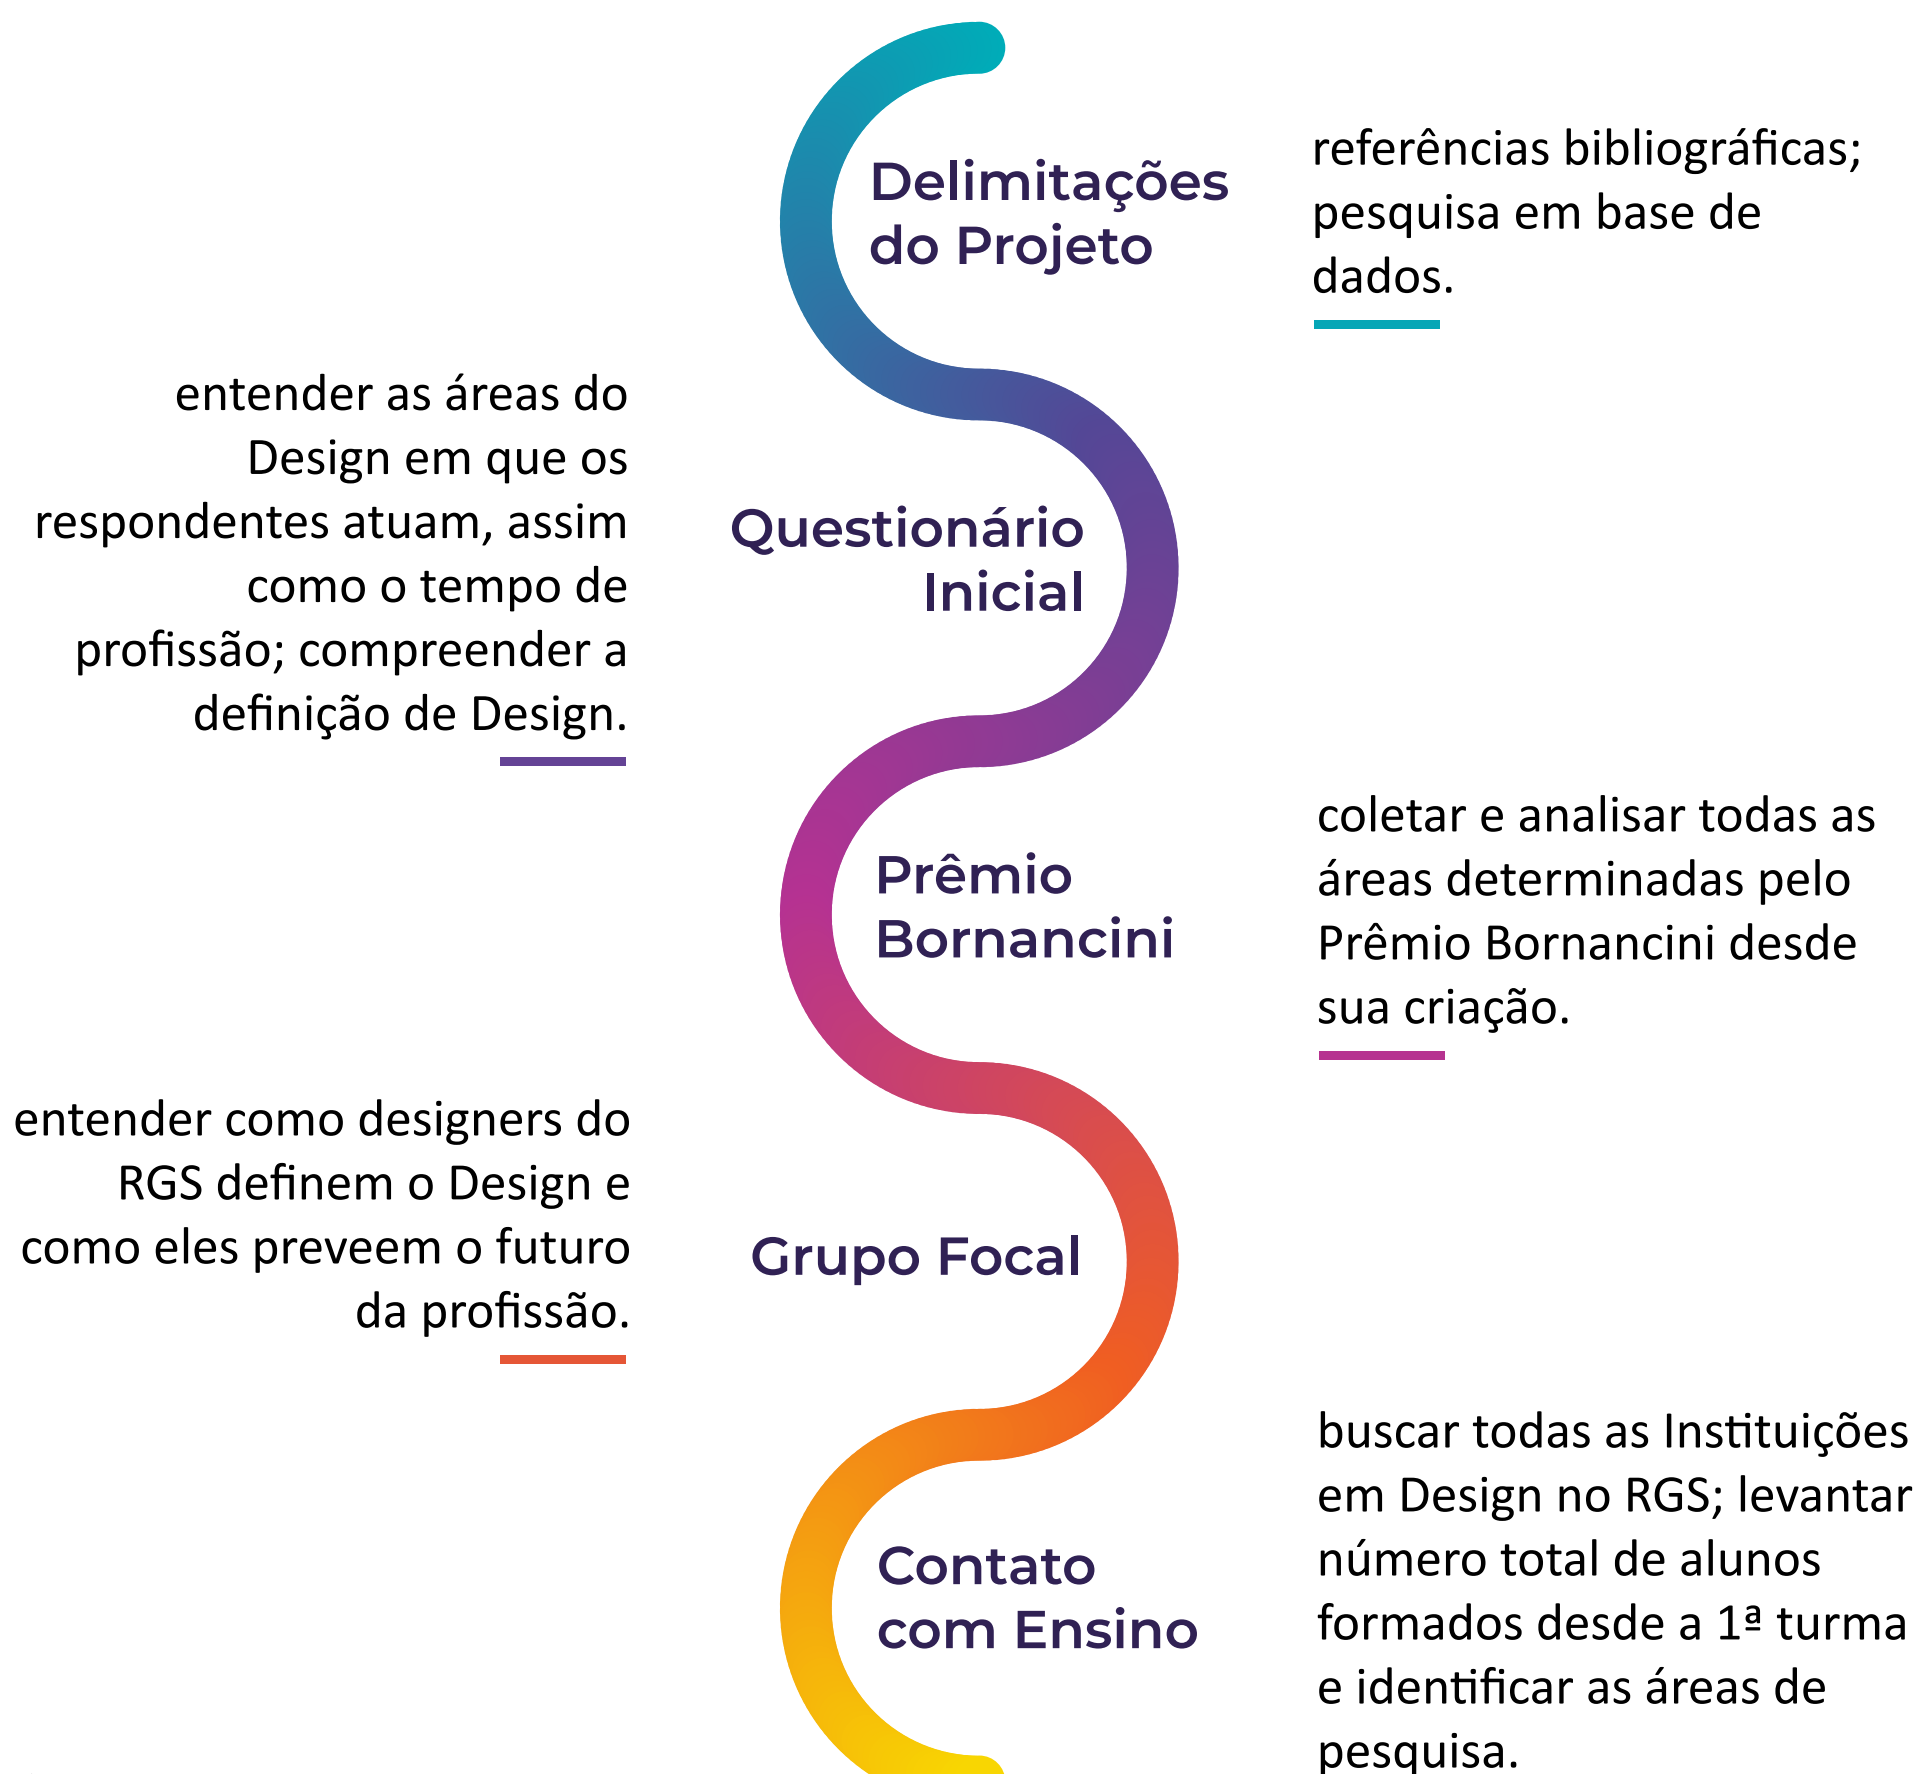 Delimitações
do Projeto
referências bibliográficas;
pesquisa em base de
dados.
Questionário
Inicial
entender as áreas do
Design em que os
respondentes atuam, assim
como o tempo de
profissão; compreender a
definição de Design.
Prêmio
Bornancini
coletar e analisar todas as
áreas determinadas pelo
Prêmio Bornancini desde
sua criação.
Grupo Focal
entender como designers do
RGS definem o Design e
como eles preveem o futuro
da profissão.
Contato
com Ensino
buscar todas as Instituições
em Design no RGS; levantar
número total de alunos
formados desde a 1ª turma
e identificar as áreas de
pesquisa.